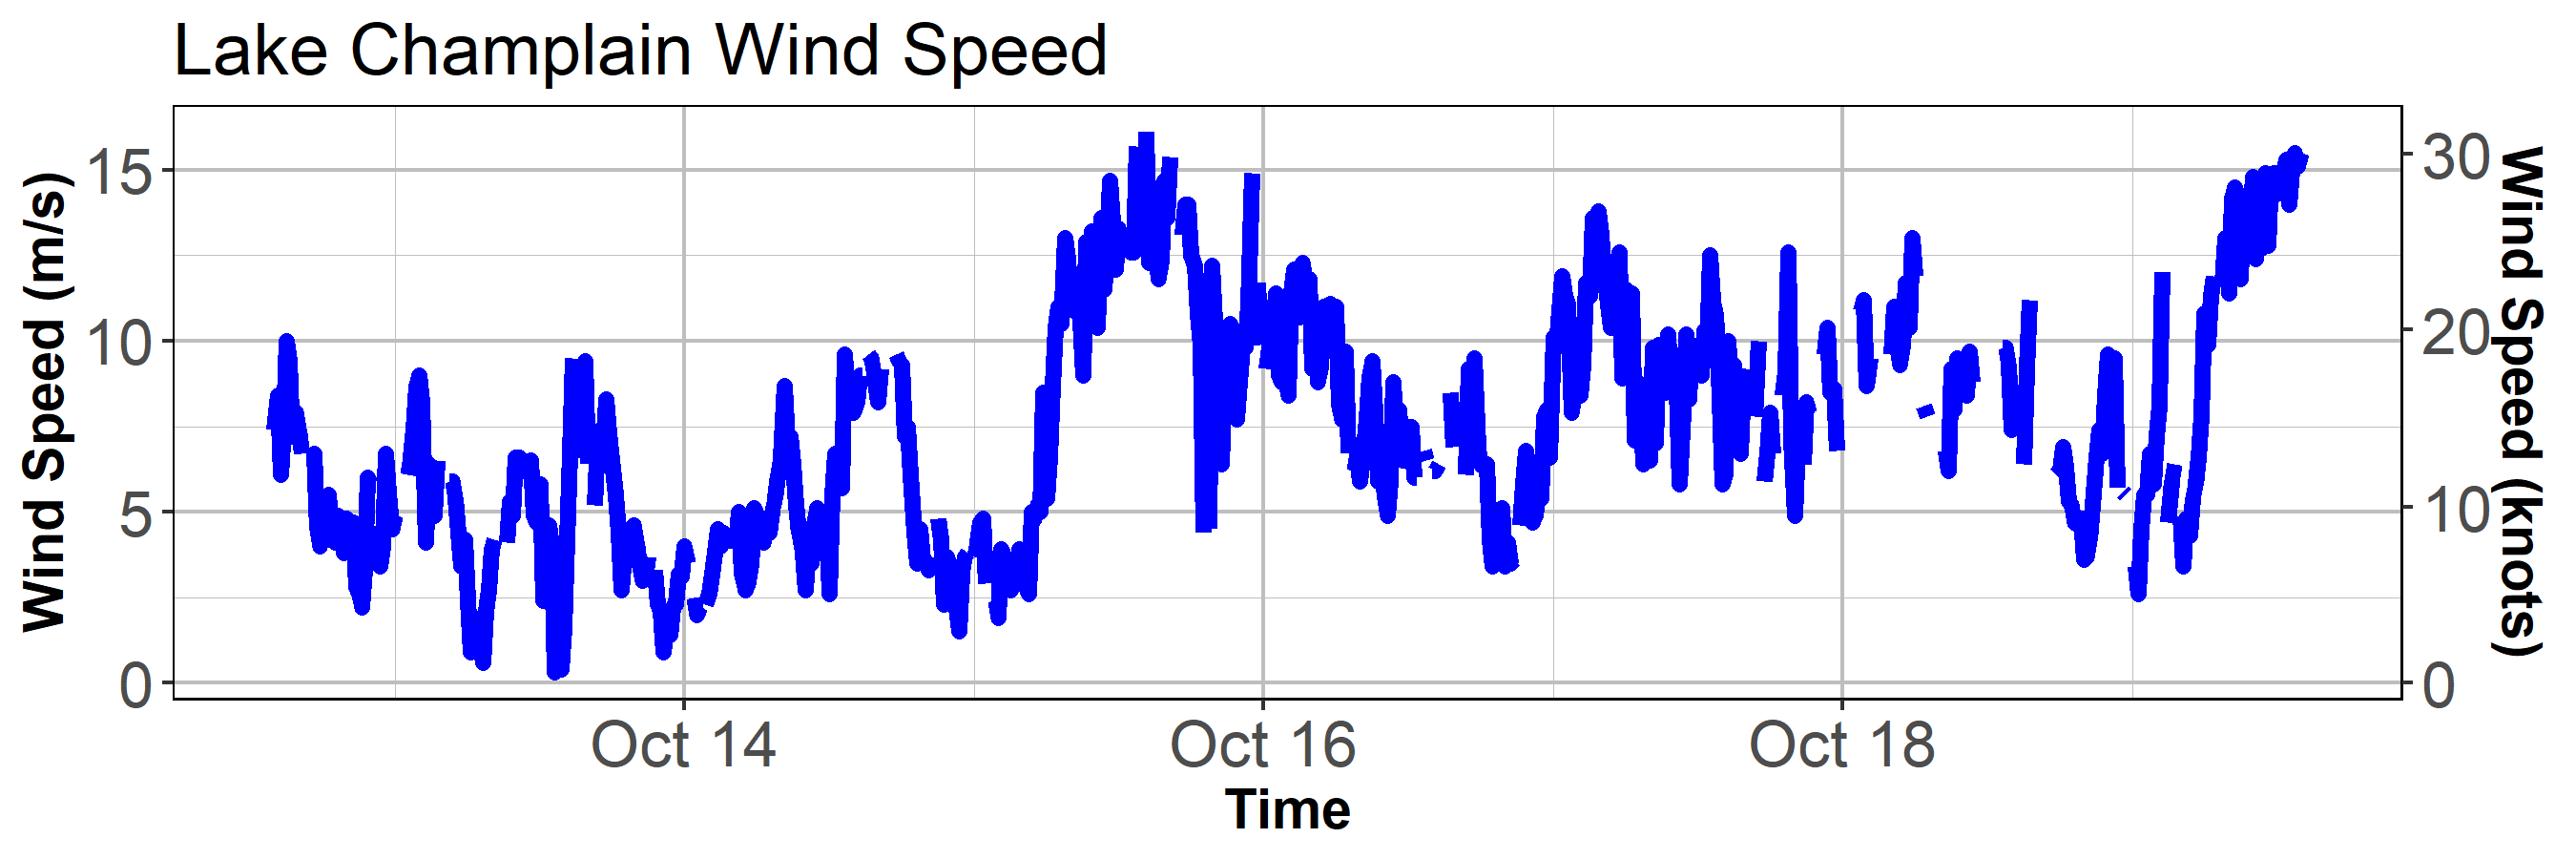 Lake Champlain Wind Speed
Wind Speed (m/s)
15
10
5
0
30
20
10
0
Wind Speed (knots)
Oct 14
Oct 16
Oct 18
Time